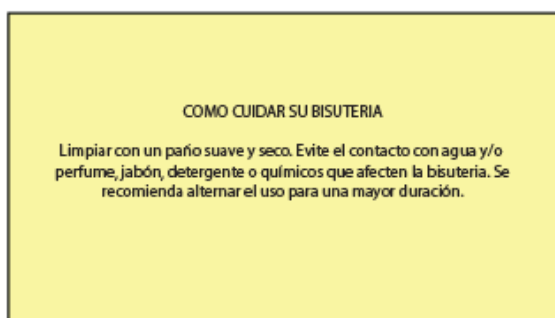 COMO CUIDAR SU BISUTERIA
Limpiar con un paño suave y seco. Evite el contacto con agua y/o
perfume, jabón, detergente o químicos que afecten la bisuteria. Se
recomienda alternar el uso para una mayor duración.